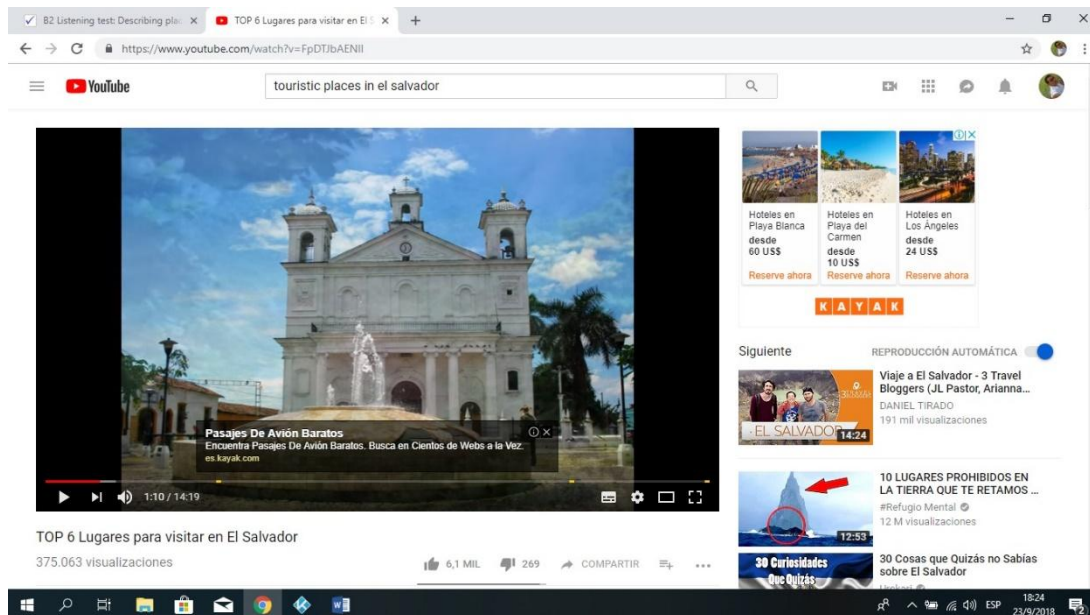 B2 Listening test: Describing plac
TOP 6 Lugares para visitar en El S
https://www.youtube.com/watch?v=FpDTJbAENII
YouTube
touristic places in el salvador
Hoteles en
Playa Blanca
desde
60 US$
Reserve ahora
Hoteles en
Playa del
Carmen
desde
10 US$
Reserve ahora
Hoteles en
Los Ángeles
desde
24 US$
Reserve ahora
KAYAK
Pasajes De Avión Baratos
Encuentra Pasajes De Avión Baratos. Busca en Cientos de Webs a la Vez.
es.kayak.com
1:10 / 14:19
TOP 6 Lugares para visitar en El Salvador
375.063 visualizaciones
6,1 MIL
269
COMPARTIR
Siguiente
REPRODUCCIÓN AUTOMÁTICA
EL SALVADOR
14:24
Viaje a El Salvador - 3 Travel
Bloggers (JL Pastor, Arianna...
DANIEL TIRADO
191 mil visualizaciones
12:53
10 LUGARES PROHIBIDOS EN
LA TIERRA QUE TE RETAMOS ...
#Refugio Mental
12 M visualizaciones
30 Curiosidades
Que Quizás
30 Cosas que Quizás no Sabías
sobre El Salvador
ESP
18:24
23/9/2018